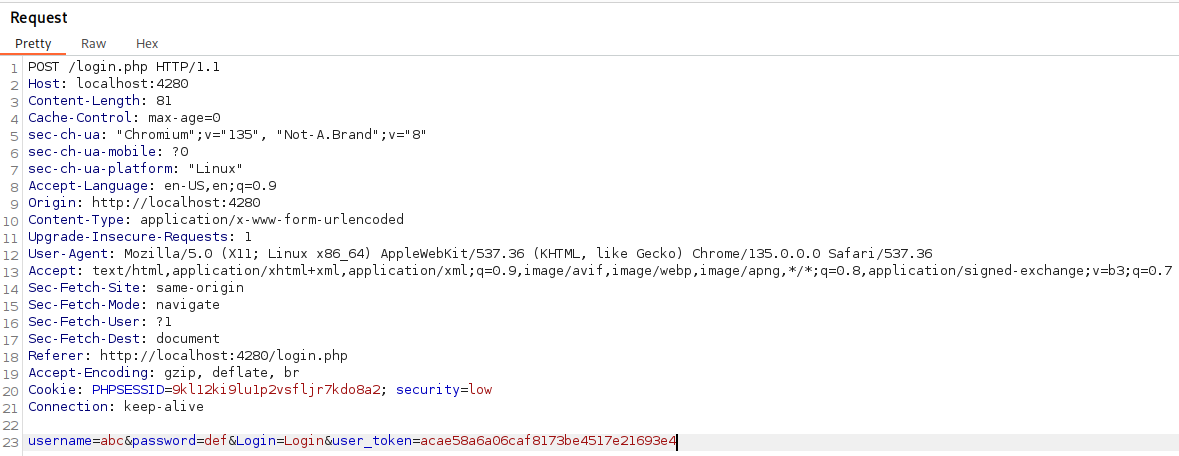 Request
Pretty Raw Hex
1 POST /login.php HTTP/1.1
2 Host: localhost:4280
3 Content-Length: 81
4 Cache-Control: max-age=0
5 sec-ch-ua: "Chromium";v="135", "Not-A.Brand";v="8"
6 sec-ch-ua-mobile: ?0
7 sec-ch-ua-platform: "Linux"
8 Accept-Language: en-US,en;q=0.9
9 Origin: http://localhost:4280
10 Content-Type: application/x-www-form-urlencoded
11 Upgrade-Insecure-Requests: 1
12 User-Agent: Mozilla/5.0 (X11; Linux x86_64) AppleWebKit/537.36 (KHTML, like Gecko) Chrome/135.0.0.0 Safari/537.36
13 Accept: text/html,application/xhtml+xml,application/xml;q=0.9,image/avif,image/webp,image/apng,*/*;q=0.8,application/signed-exchange;v=b3;q=0.7
14 Sec-Fetch-Site: same-origin
15 Sec-Fetch-Mode: navigate
16 Sec-Fetch-User: ?1
17 Sec-Fetch-Dest: document
18 Referer: http://localhost:4280/login.php
19 Accept-Encoding: gzip, deflate, br
20 Cookie: PHPSESSID=9kl12ki9lu1p2vsfljr7kdo8a2; security=low
21 Connection: keep-alive
22
23 username=abc&password=def&Login=Login&user_token=acae58a6a06caf8173be4517e21693e4